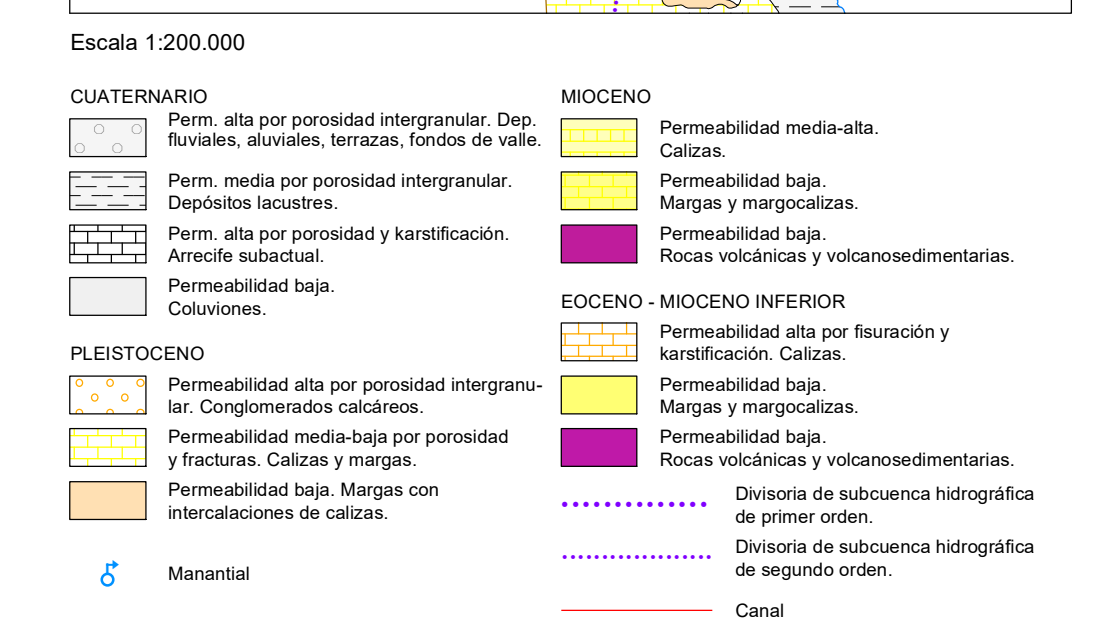 Escala 1:200.000
CUATERNARIO
Perm. alta por porosidad intergranular. Dep.
fluviales, aluviales, terrazas, fondos de valle.
Perm. media por porosidad intergranular.
Depósitos lacustres.
Perm. alta por porosidad y karstificación.
Arrecife subactual.
Permeabilidad baja.
Coluviones.
PLEISTOCENO
Permeabilidad alta por porosidad intergranu-
lar. Conglomerados calcáreos.
Permeabilidad media-baja por porosidad
y fracturas. Calizas y margas.
Permeabilidad baja. Margas con
intercalaciones de calizas.
Manantial
MIOCENO
Permeabilidad media-alta.
Calizas.
Permeabilidad baja.
Margas y margocalizas.
Permeabilidad baja.
Rocas volcánicas y volcanosedimentarias.
EOCENO - MIOCENO INFERIOR
Permeabilidad alta por fisuración y
karstificación. Calizas.
Permeabilidad baja.
Margas y margocalizas.
Permeabilidad baja.
Rocas volcánicas y volcanosedimentarias.
Divisoria de subcuenca hidrográfica
de primer orden.
Divisoria de subcuenca hidrográfica
de segundo orden.
Canal